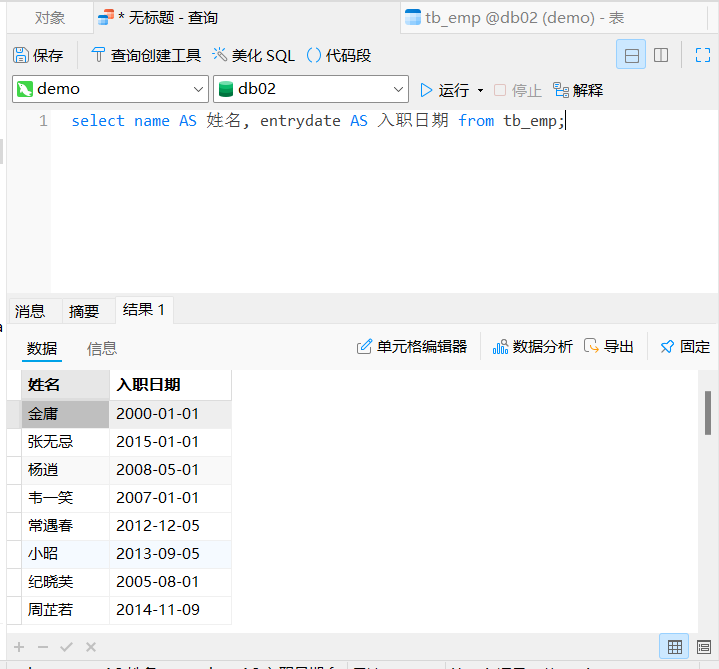 对象
* 无标题 - 查询
tb_emp @db02 (demo) - 表
保存 查询创建工具 美化 SQL () 代码段
demo db02 运行 停止 解释
1 select name AS 姓名, entrydate AS 入职日期 from tb_emp;
消息 摘要 结果 1
数据 信息 单元格编辑器 数据分析 导出 固定
姓名 入职日期
金庸 2000-01-01
张无忌 2015-01-01
杨逍 2008-05-01
韦一笑 2007-01-01
常遇春 2012-12-05
小昭 2013-09-05
纪晓芙 2005-08-01
周芷若 2014-11-09